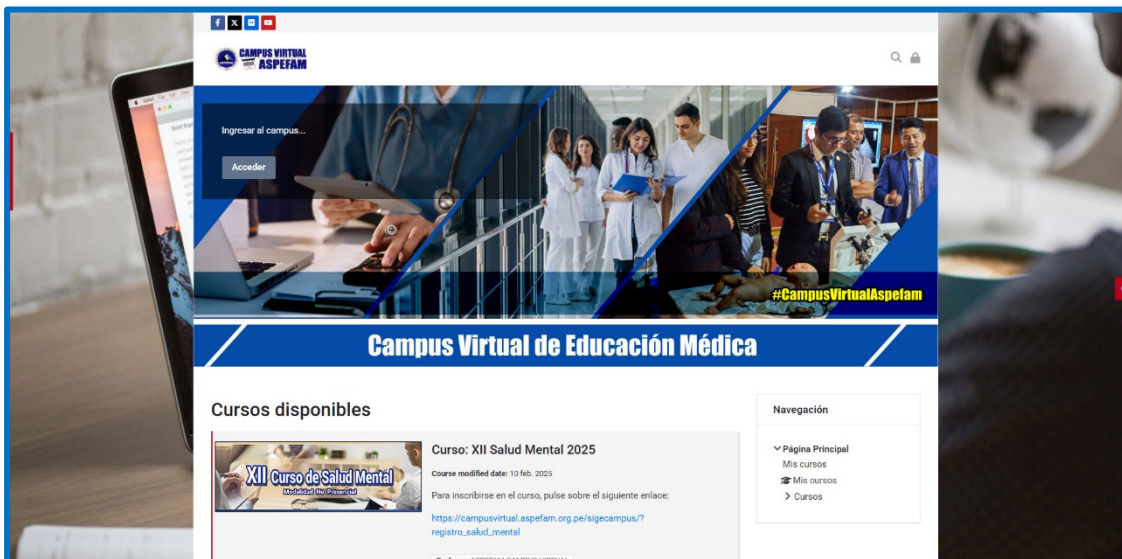 CAMPUS VIRTUAL
ASPEFAM
Ingresar al campus...
Acceder
#CampusVirtualAspefam
Campus Virtual de Educación Médica
Cursos disponibles
XII Curso de Salud Mental
Modalidad No Presencial
Curso: XII Salud Mental 2025
Course modified date: 10 feb. 2025
Para inscribirse en el curso, pulse sobre el siguiente enlace:
https://campusvirtual.aspefam.org.pe/sigecampus/?
registro_salud_mental
Navegación
Página Principal
Mis cursos
Mis cursos
Cursos